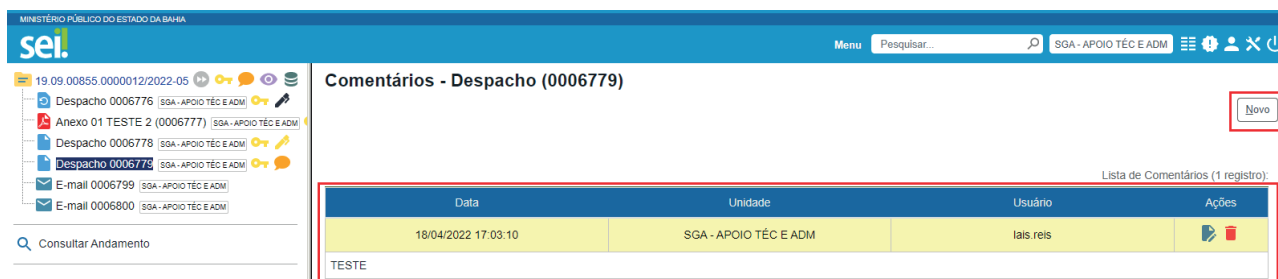 MINISTÉRIO PÚBLICO DO ESTADO DA BAHIA
sei!
Menu
Pesquisar...
SGA - APOIO TÉC E ADM
19.09.00855.0000012/2022-05
Despacho 0006776 SGA - APOIO TÉC E ADM
Anexo 01 TESTE 2 (0006777) SGA - APOIO TÉC E ADM
Despacho 0006778 SGA - APOIO TÉC E ADM
Despacho 0006779 SGA - APOIO TÉC E ADM
E-mail 0006799 SGA - APOIO TÉC E ADM
E-mail 0006800 SGA - APOIO TÉC E ADM
Consultar Andamento
Comentários - Despacho (0006779)
Novo
Lista de Comentários (1 registro):
Data Unidade Usuário Ações
18/04/2022 17:03:10 SGA - APOIO TÉC E ADM lais.reis
TESTE